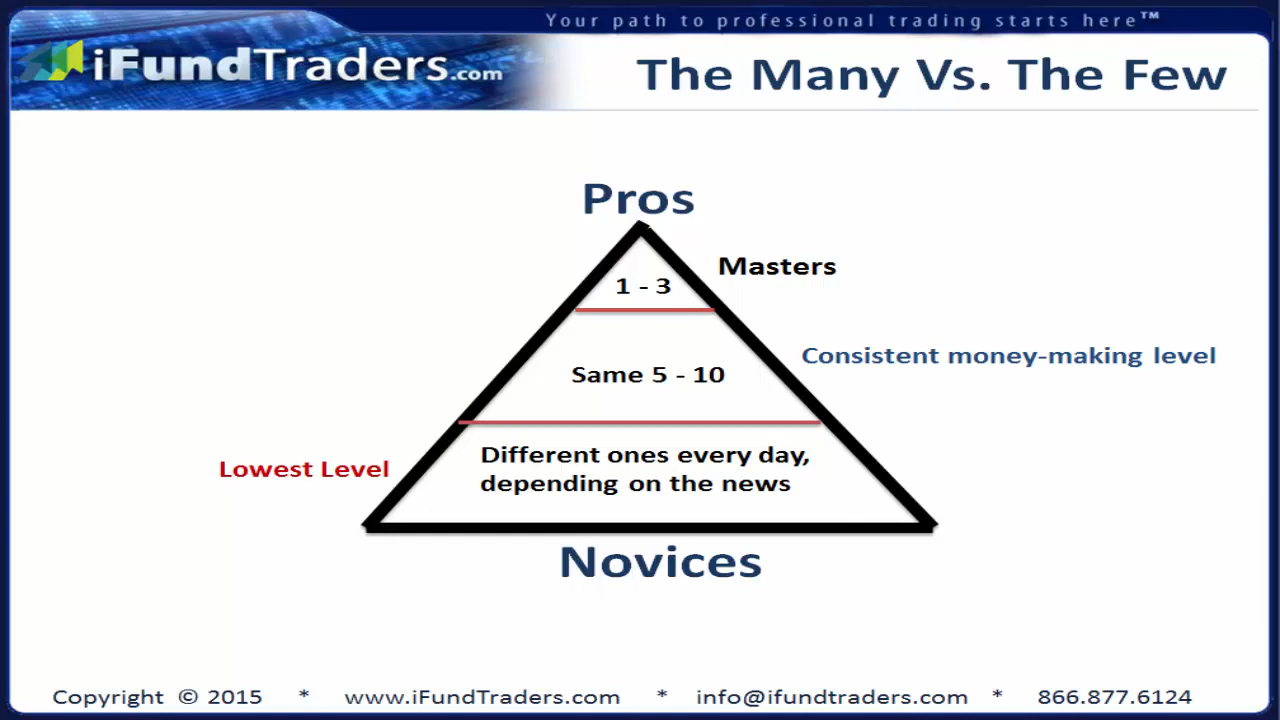 Your path to professional trading starts here™
iFundTraders.com
The Many Vs. The Few
Pros
Masters
1 - 3
Consistent money-making level
Same 5 - 10
Lowest Level
Different ones every day,
depending on the news
Novices
Copyright © 2015 * www.iFundTraders.com * info@ifundtraders.com * 866.877.6124